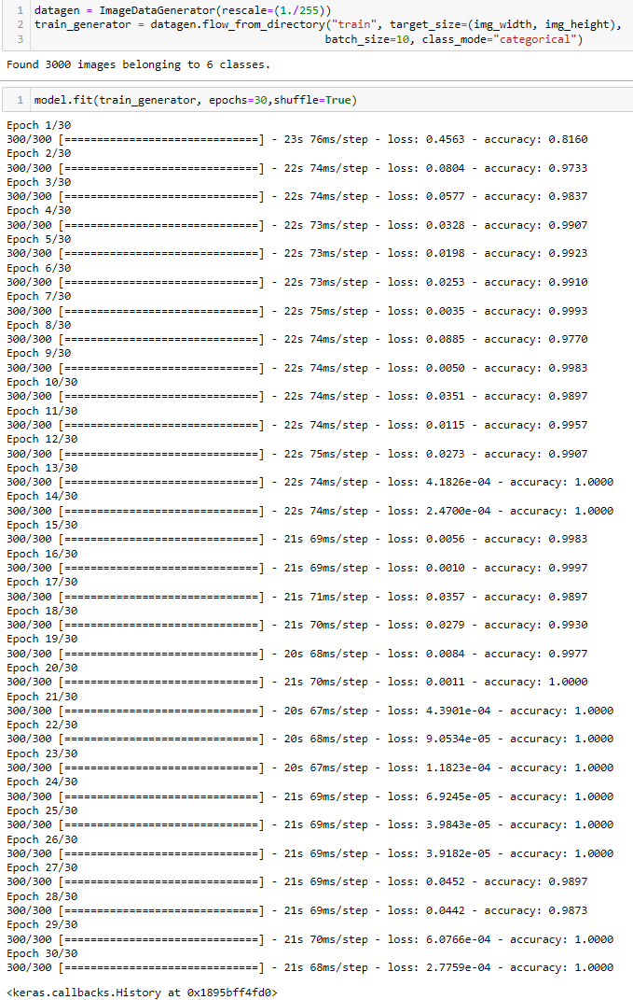 1 datagen = ImageDataGenerator(rescale=(1./255))
2 train_generator = datagen.flow_from_directory("train", target_size=(img_width, img_height),
3 batch_size=10, class_mode="categorical")
Found 3000 images belonging to 6 classes.
1 model.fit(train_generator, epochs=30,shuffle=True)
Epoch 1/30
300/300 [==============================] - 23s 76ms/step - loss: 0.4563 - accuracy: 0.8160
Epoch 2/30
300/300 [==============================] - 22s 74ms/step - loss: 0.0804 - accuracy: 0.9733
Epoch 3/30
300/300 [==============================] - 22s 74ms/step - loss: 0.0577 - accuracy: 0.9837
Epoch 4/30
300/300 [==============================] - 22s 73ms/step - loss: 0.0328 - accuracy: 0.9907
Epoch 5/30
300/300 [==============================] - 22s 73ms/step - loss: 0.0198 - accuracy: 0.9923
Epoch 6/30
300/300 [==============================] - 22s 73ms/step - loss: 0.0253 - accuracy: 0.9910
Epoch 7/30
300/300 [==============================] - 22s 75ms/step - loss: 0.0035 - accuracy: 0.9993
Epoch 8/30
300/300 [==============================] - 22s 74ms/step - loss: 0.0885 - accuracy: 0.9770
Epoch 9/30
300/300 [==============================] - 22s 74ms/step - loss: 0.0050 - accuracy: 0.9983
Epoch 10/30
300/300 [==============================] - 22s 74ms/step - loss: 0.0351 - accuracy: 0.9897
Epoch 11/30
300/300 [==============================] - 22s 74ms/step - loss: 0.0115 - accuracy: 0.9957
Epoch 12/30
300/300 [==============================] - 22s 75ms/step - loss: 0.0273 - accuracy: 0.9907
Epoch 13/30
300/300 [==============================] - 22s 74ms/step - loss: 4.1826e-04 - accuracy: 1.0000
Epoch 14/30
300/300 [==============================] - 22s 74ms/step - loss: 2.4700e-04 - accuracy: 1.0000
Epoch 15/30
300/300 [==============================] - 21s 69ms/step - loss: 0.0056 - accuracy: 0.9983
Epoch 16/30
300/300 [==============================] - 21s 69ms/step - loss: 0.0010 - accuracy: 0.9997
Epoch 17/30
300/300 [==============================] - 21s 71ms/step - loss: 0.0357 - accuracy: 0.9897
Epoch 18/30
300/300 [==============================] - 21s 70ms/step - loss: 0.0279 - accuracy: 0.9930
Epoch 19/30
300/300 [==============================] - 20s 68ms/step - loss: 0.0084 - accuracy: 0.9977
Epoch 20/30
300/300 [==============================] - 21s 70ms/step - loss: 0.0011 - accuracy: 1.0000
Epoch 21/30
300/300 [==============================] - 20s 67ms/step - loss: 4.3901e-04 - accuracy: 1.0000
Epoch 22/30
300/300 [==============================] - 20s 68ms/step - loss: 9.0534e-05 - accuracy: 1.0000
Epoch 23/30
300/300 [==============================] - 20s 67ms/step - loss: 1.1823e-04 - accuracy: 1.0000
Epoch 24/30
300/300 [==============================] - 21s 69ms/step - loss: 6.9245e-05 - accuracy: 1.0000
Epoch 25/30
300/300 [==============================] - 21s 69ms/step - loss: 3.9843e-05 - accuracy: 1.0000
Epoch 26/30
300/300 [==============================] - 21s 69ms/step - loss: 3.9182e-05 - accuracy: 1.0000
Epoch 27/30
300/300 [==============================] - 21s 69ms/step - loss: 0.0452 - accuracy: 0.9897
Epoch 28/30
300/300 [==============================] - 21s 69ms/step - loss: 0.0442 - accuracy: 0.9873
Epoch 29/30
300/300 [==============================] - 21s 70ms/step - loss: 6.0766e-04 - accuracy: 1.0000
Epoch 30/30
300/300 [==============================] - 21s 68ms/step - loss: 2.7759e-04 - accuracy: 1.0000
<keras.callbacks.History at 0x1895bff4fd0>